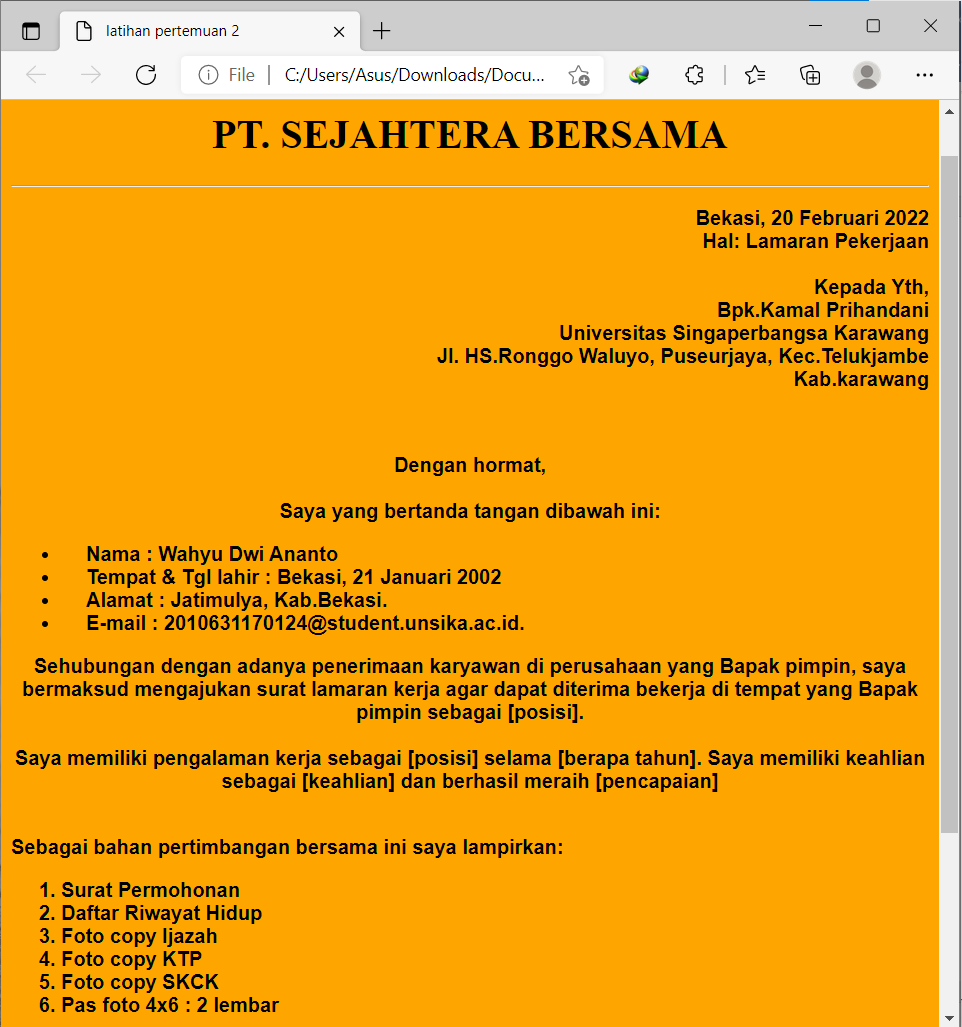 latihan pertemuan 2
File | C:/Users/Asus/Downloads/Docu...
PT. SEJAHTERA BERSAMA
Bekasi, 20 Februari 2022
Hal: Lamaran Pekerjaan
Kepada Yth,
Bpk.Kamal Prihandani
Universitas Singaperbangsa Karawang
Jl. HS.Ronggo Waluyo, Puseurjaya, Kec.Telukjambe
Kab.karawang
Dengan hormat,
Saya yang bertanda tangan dibawah ini:
• Nama : Wahyu Dwi Ananto
• Tempat & Tgl lahir : Bekasi, 21 Januari 2002
• Alamat : Jatimulya, Kab.Bekasi.
• E-mail : 2010631170124@student.unsika.ac.id.
Sehubungan dengan adanya penerimaan karyawan di perusahaan yang Bapak pimpin, saya
bermaksud mengajukan surat lamaran kerja agar dapat diterima bekerja di tempat yang Bapak
pimpin sebagai [posisi].
Saya memiliki pengalaman kerja sebagai [posisi] selama [berapa tahun]. Saya memiliki keahlian
sebagai [keahlian] dan berhasil meraih [pencapaian]
Sebagai bahan pertimbangan bersama ini saya lampirkan:
1. Surat Permohonan
2. Daftar Riwayat Hidup
3. Foto copy Ijazah
4. Foto copy KTP
5. Foto copy SKCK
6. Pas foto 4x6 : 2 lembar